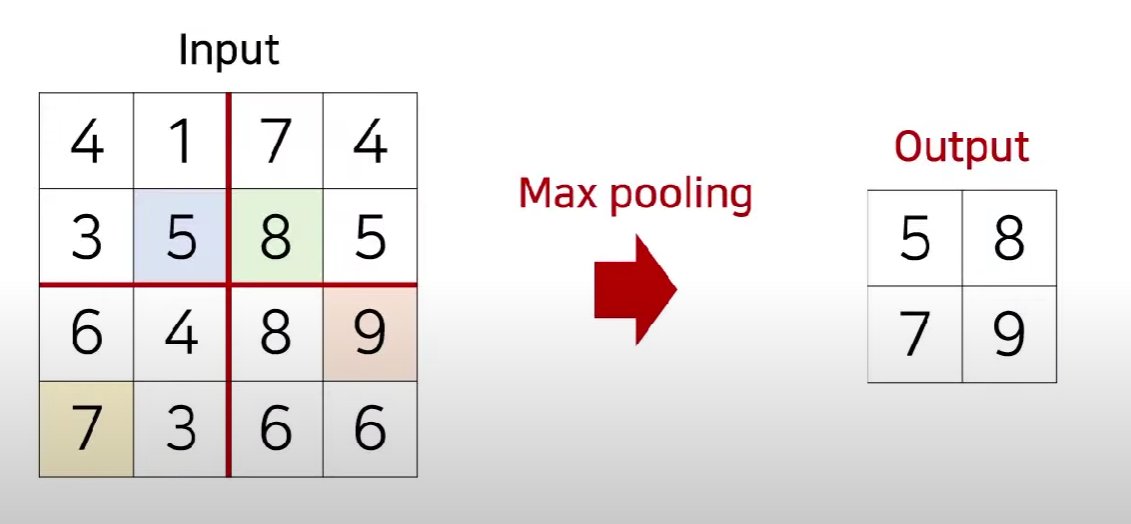 Input
4 1 7 4
3 5 8 5
6 4 8 9
7 3 6 6
Max pooling
Output
5 8
7 9